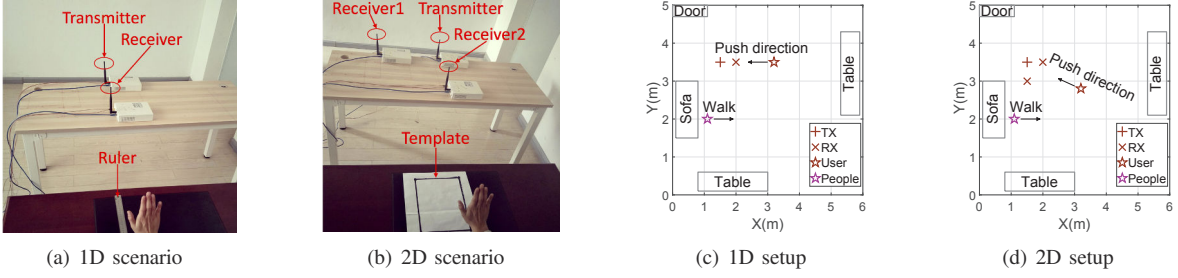 Transmitter
Receiver
Ruler
(a) 1D scenario
Receiver1
Transmitter
Receiver2
Template
(b) 2D scenario
Door
Push direction
Table
Sofa
Walk
TX
RX
User
People
Table
Y(m)
5
4
3
2
1
0
0 1 2 3 4 5 6
X(m)
(c) 1D setup
Door
Push direction
Table
Sofa
Walk
TX
RX
User
People
Table
Y(m)
5
4
3
2
1
0
0 1 2 3 4 5 6
X(m)
(d) 2D setup